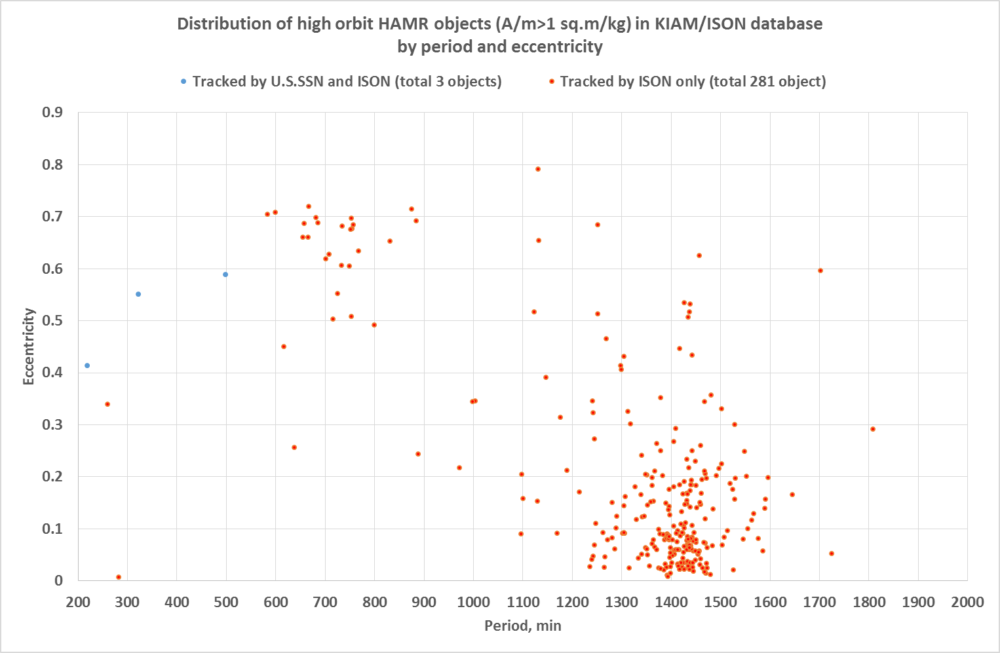 Distribution of high orbit HAMR objects (A/m>1 sq.m/kg) in KIAM/ISON database
by period and eccentricity
Tracked by U.S.SSN and ISON (total 3 objects)
Tracked by ISON only (total 281 object)
0.9
0.8
0.7
0.6
0.5
0.4
0.3
0.2
0.1
0
Eccentricity
200 300 400 500 600 700 800 900 1000 1100 1200 1300 1400 1500 1600 1700 1800 1900 2000
Period, min